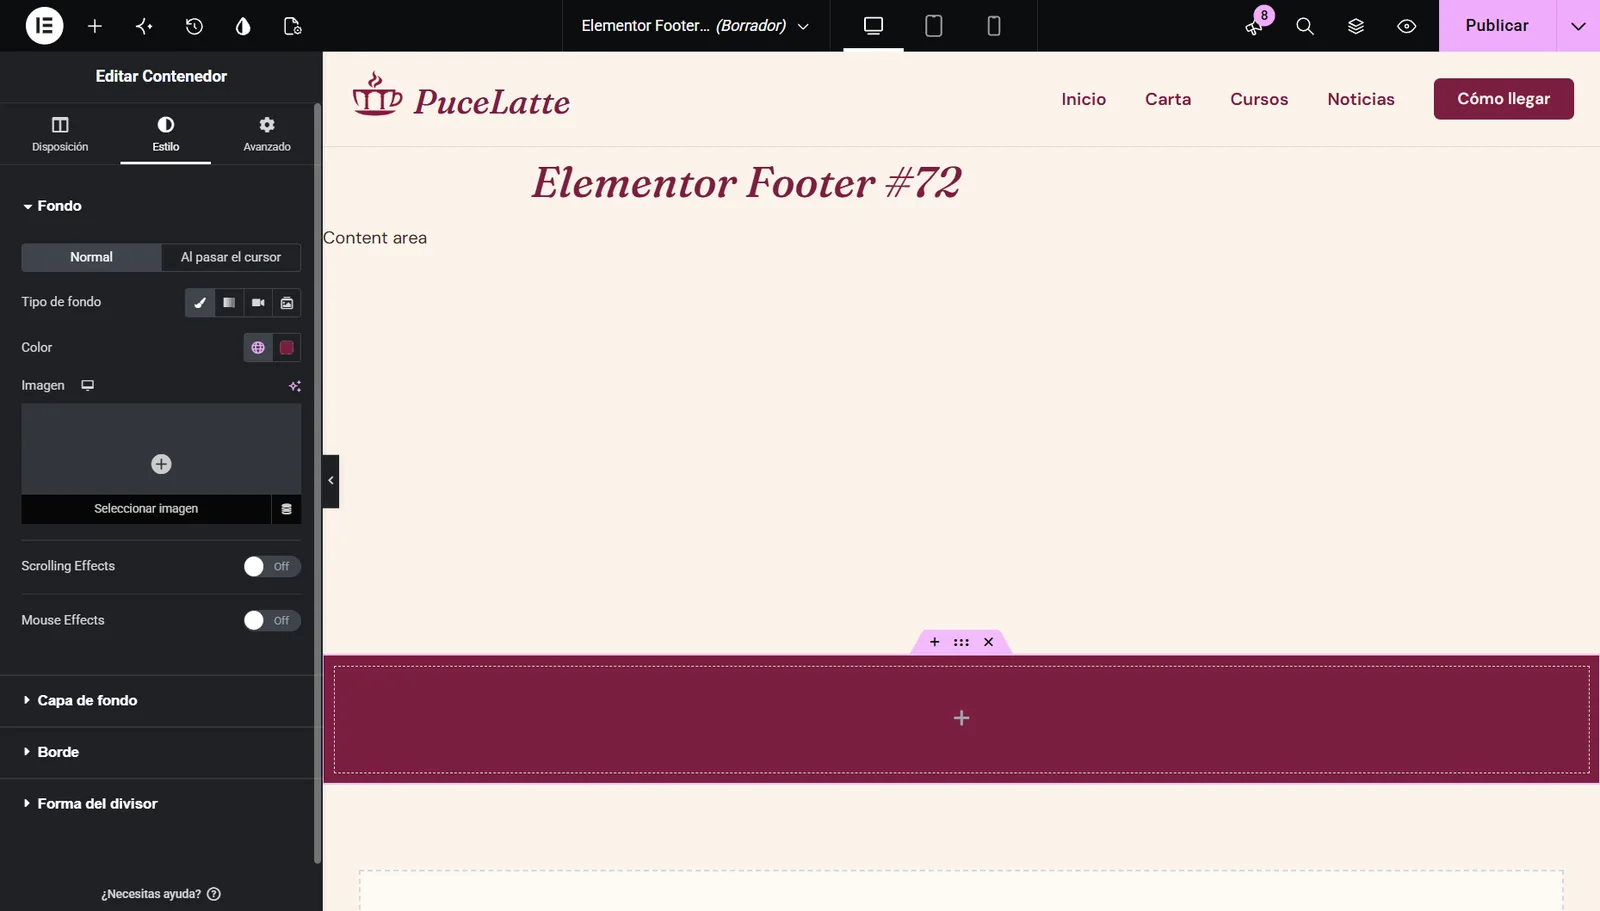 Elementor Footer... (Borrador)
8
Publicar
Editar Contenedor
Disposición
Estilo
Avanzado
Fondo
Normal
Al pasar el cursor
Tipo de fondo
Color
Imagen
Seleccionar imagen
Scrolling Effects
Off
Mouse Effects
Off
Capa de fondo
Borde
Forma del divisor
¿Necesitas ayuda?
PuceLatte
Inicio
Carta
Cursos
Noticias
Cómo llegar
Elementor Footer #72
Content area